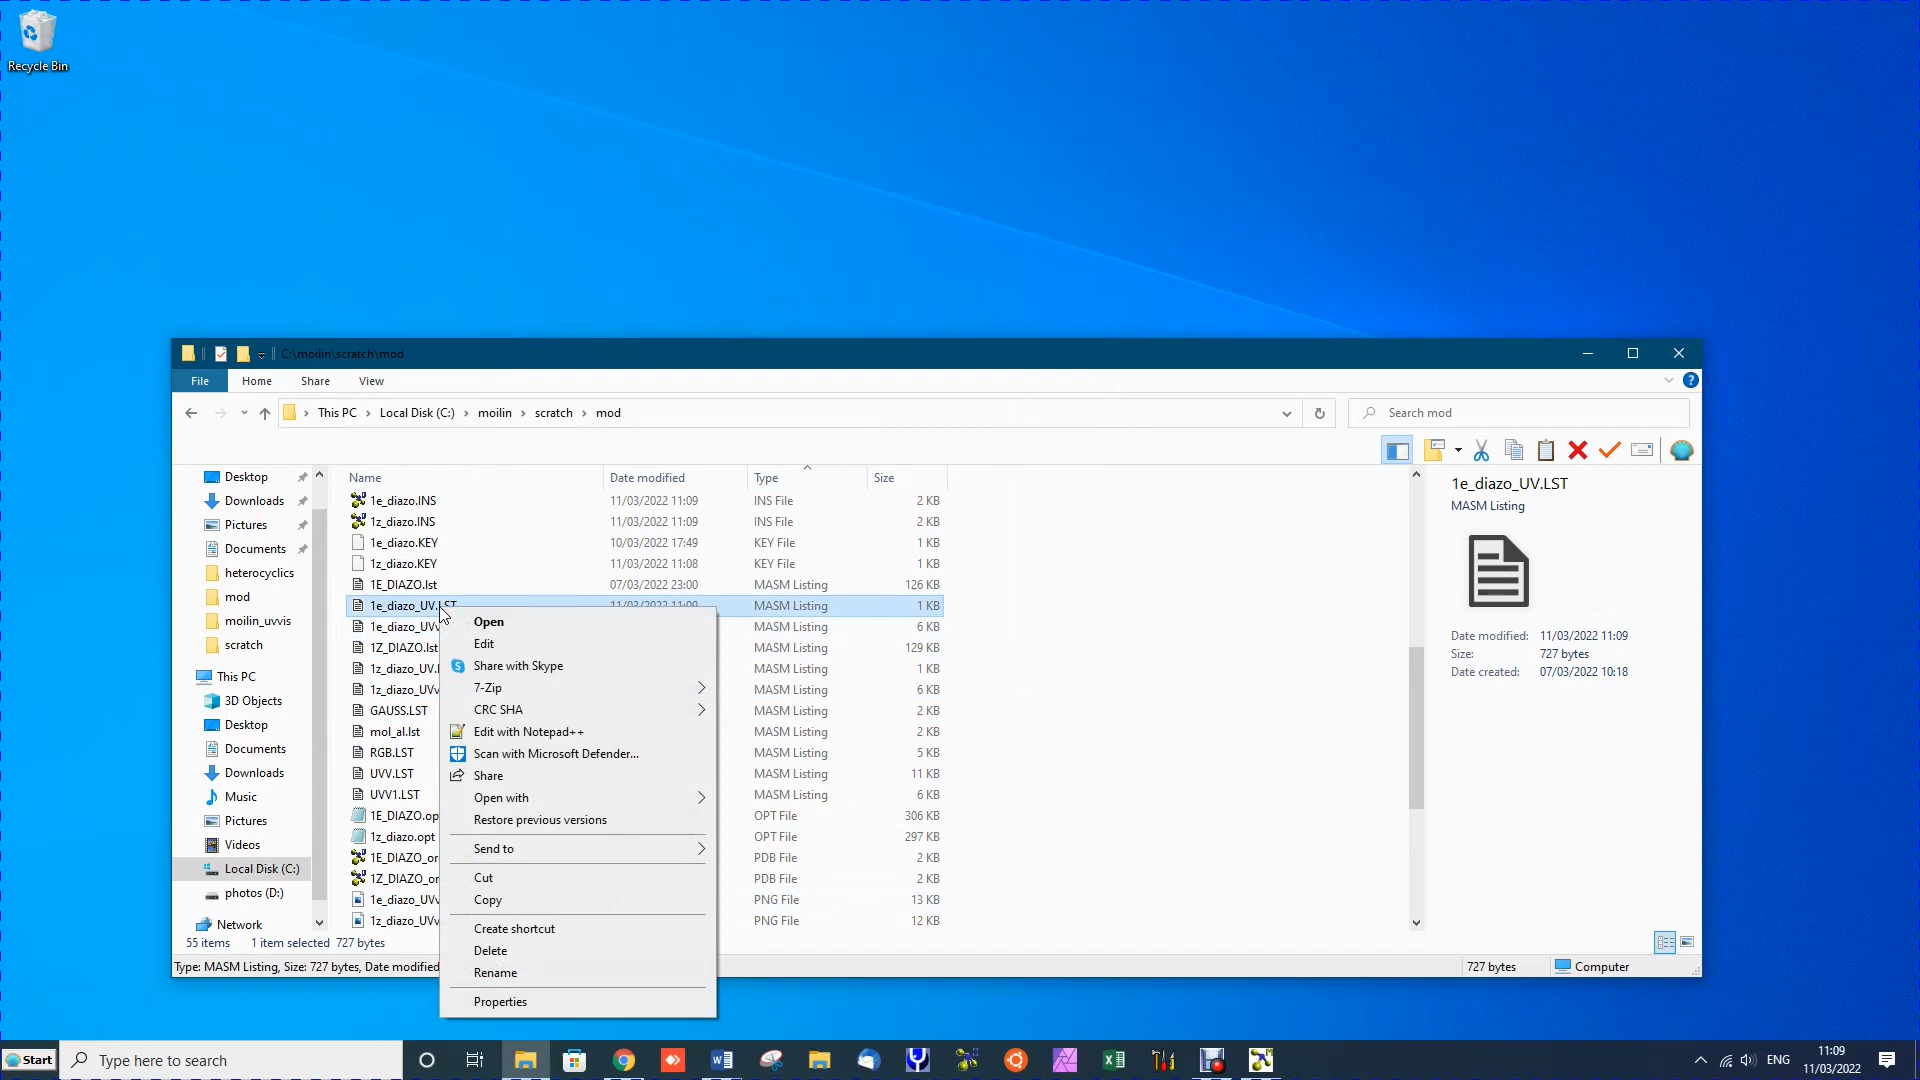 Recycle Bin
C:\moilin\scratch\mod
File Home Share View
This PC Local Disk (C:) moilin scratch mod
Search mod
Desktop
Downloads
Pictures
Documents
heterocyclics
mod
moilin_uvvis
scratch
This PC
3D Objects
Desktop
Documents
Downloads
Music
Pictures
Videos
Local Disk (C:)
photos (D:)
Network
Name Date modified Type Size
1e_diazo.INS 11/03/2022 11:09 INS File 2 KB
1z_diazo.INS 11/03/2022 11:09 INS File 2 KB
1e_diazo.KEY 10/03/2022 17:49 KEY File 1 KB
1z_diazo.KEY 11/03/2022 11:08 KEY File 1 KB
1E_DIAZO.lst 07/03/2022 23:00 MASM Listing 126 KB
1e_diazo_UV.LST 11/03/2022 11:09 MASM Listing 1 KB
1e_diazo_UVv MASM Listing 6 KB
1Z_DIAZO.lst MASM Listing 129 KB
1z_diazo_UV.L MASM Listing 1 KB
1z_diazo_UVv MASM Listing 6 KB
GAUSS.LST MASM Listing 2 KB
mol_al.lst MASM Listing 2 KB
RGB.LST MASM Listing 5 KB
UVV.LST MASM Listing 11 KB
UVV1.LST MASM Listing 6 KB
1E_DIAZO.op OPT File 306 KB
1z_diazo.opt OPT File 297 KB
1E_DIAZO_or PDB File 2 KB
1Z_DIAZO_or PDB File 2 KB
1e_diazo_UVv PNG File 13 KB
1z_diazo_UVv PNG File 12 KB
Open
Edit
Share with Skype
7-Zip
CRC SHA
Edit with Notepad++
Scan with Microsoft Defender...
Share
Open with
Restore previous versions
Send to
Cut
Copy
Create shortcut
Delete
Rename
Properties
1e_diazo_UV.LST
MASM Listing
Date modified: 11/03/2022 11:09
Size: 727 bytes
Date created: 07/03/2022 10:18
55 items 1 item selected 727 bytes
Type: MASM Listing, Size: 727 bytes, Date modified
727 bytes Computer
Start
Type here to search
ENG
11:09
11/03/2022